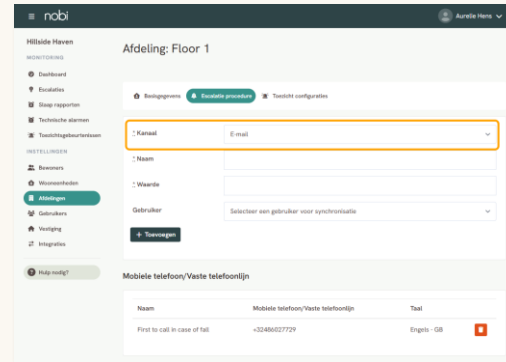 nobi
Aurelie Hens
Hillside Haven
MONITORING
Dashboard
Escalaties
Slaap rapporten
Technische alarmen
Toezichtsgebeurtenissen
INSTELLINGEN
Bewoners
Wooneenheden
Afdelingen
Gebruikers
Vestiging
Integraties
Hulp nodig?
Afdeling: Floor 1
Basisgegevens Escalatie procedure Toezicht configuraties
* Kanaal E-mail
* Naam
* Waarde
Gebruiker Selecteer een gebruiker voor synchronisatie
+ Toevoegen
Mobiele telefoon/Vaste telefoonlijn
Naam Mobiele telefoon/Vaste telefoonlijn Taal
First to call in case of fall +32486027729 Engels - GB